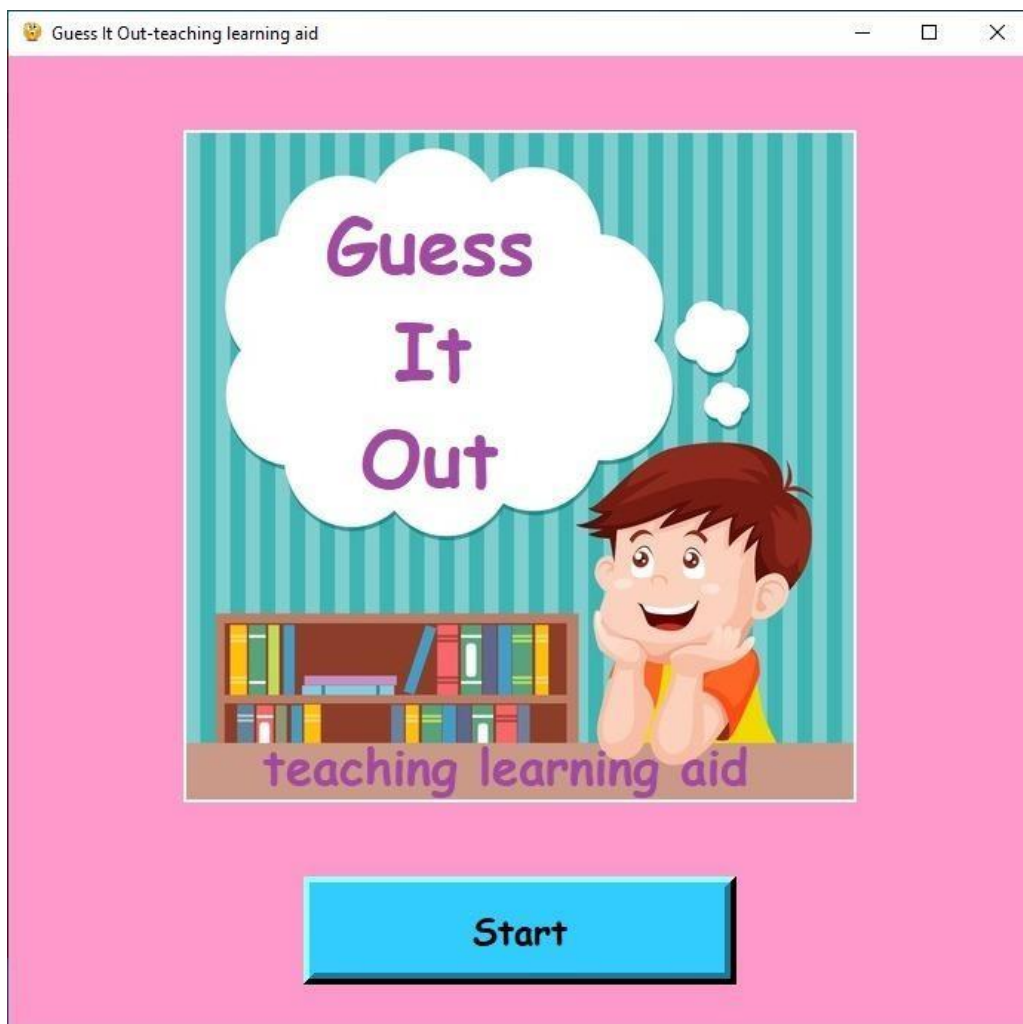 Guess It Out-teaching learning aid
Guess
It
Out
teaching learning aid
Start